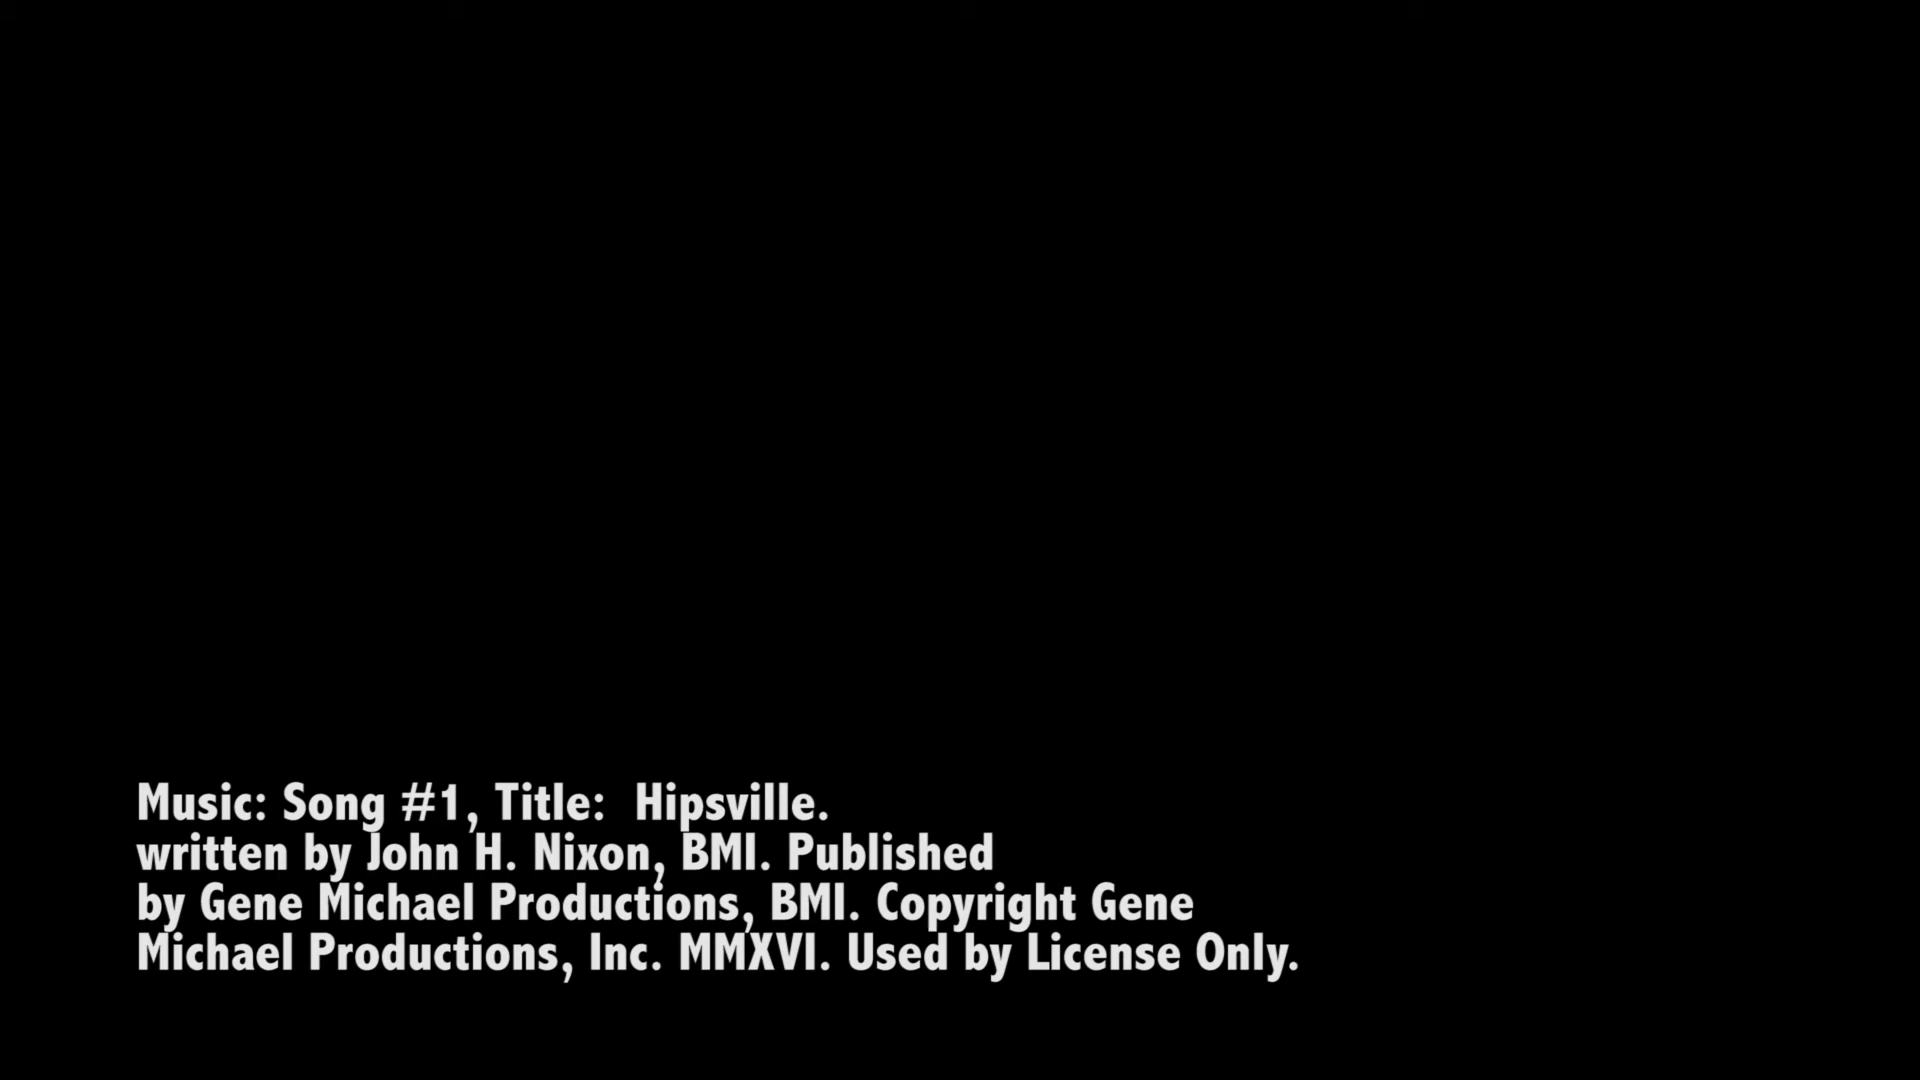 Music: Song #1, Title:  Hipsville.
written by John H. Nixon, BMI. Published
by Gene Michael Productions, BMI. Copyright Gene
Michael Productions, Inc. MMXVI. Used by License Only.